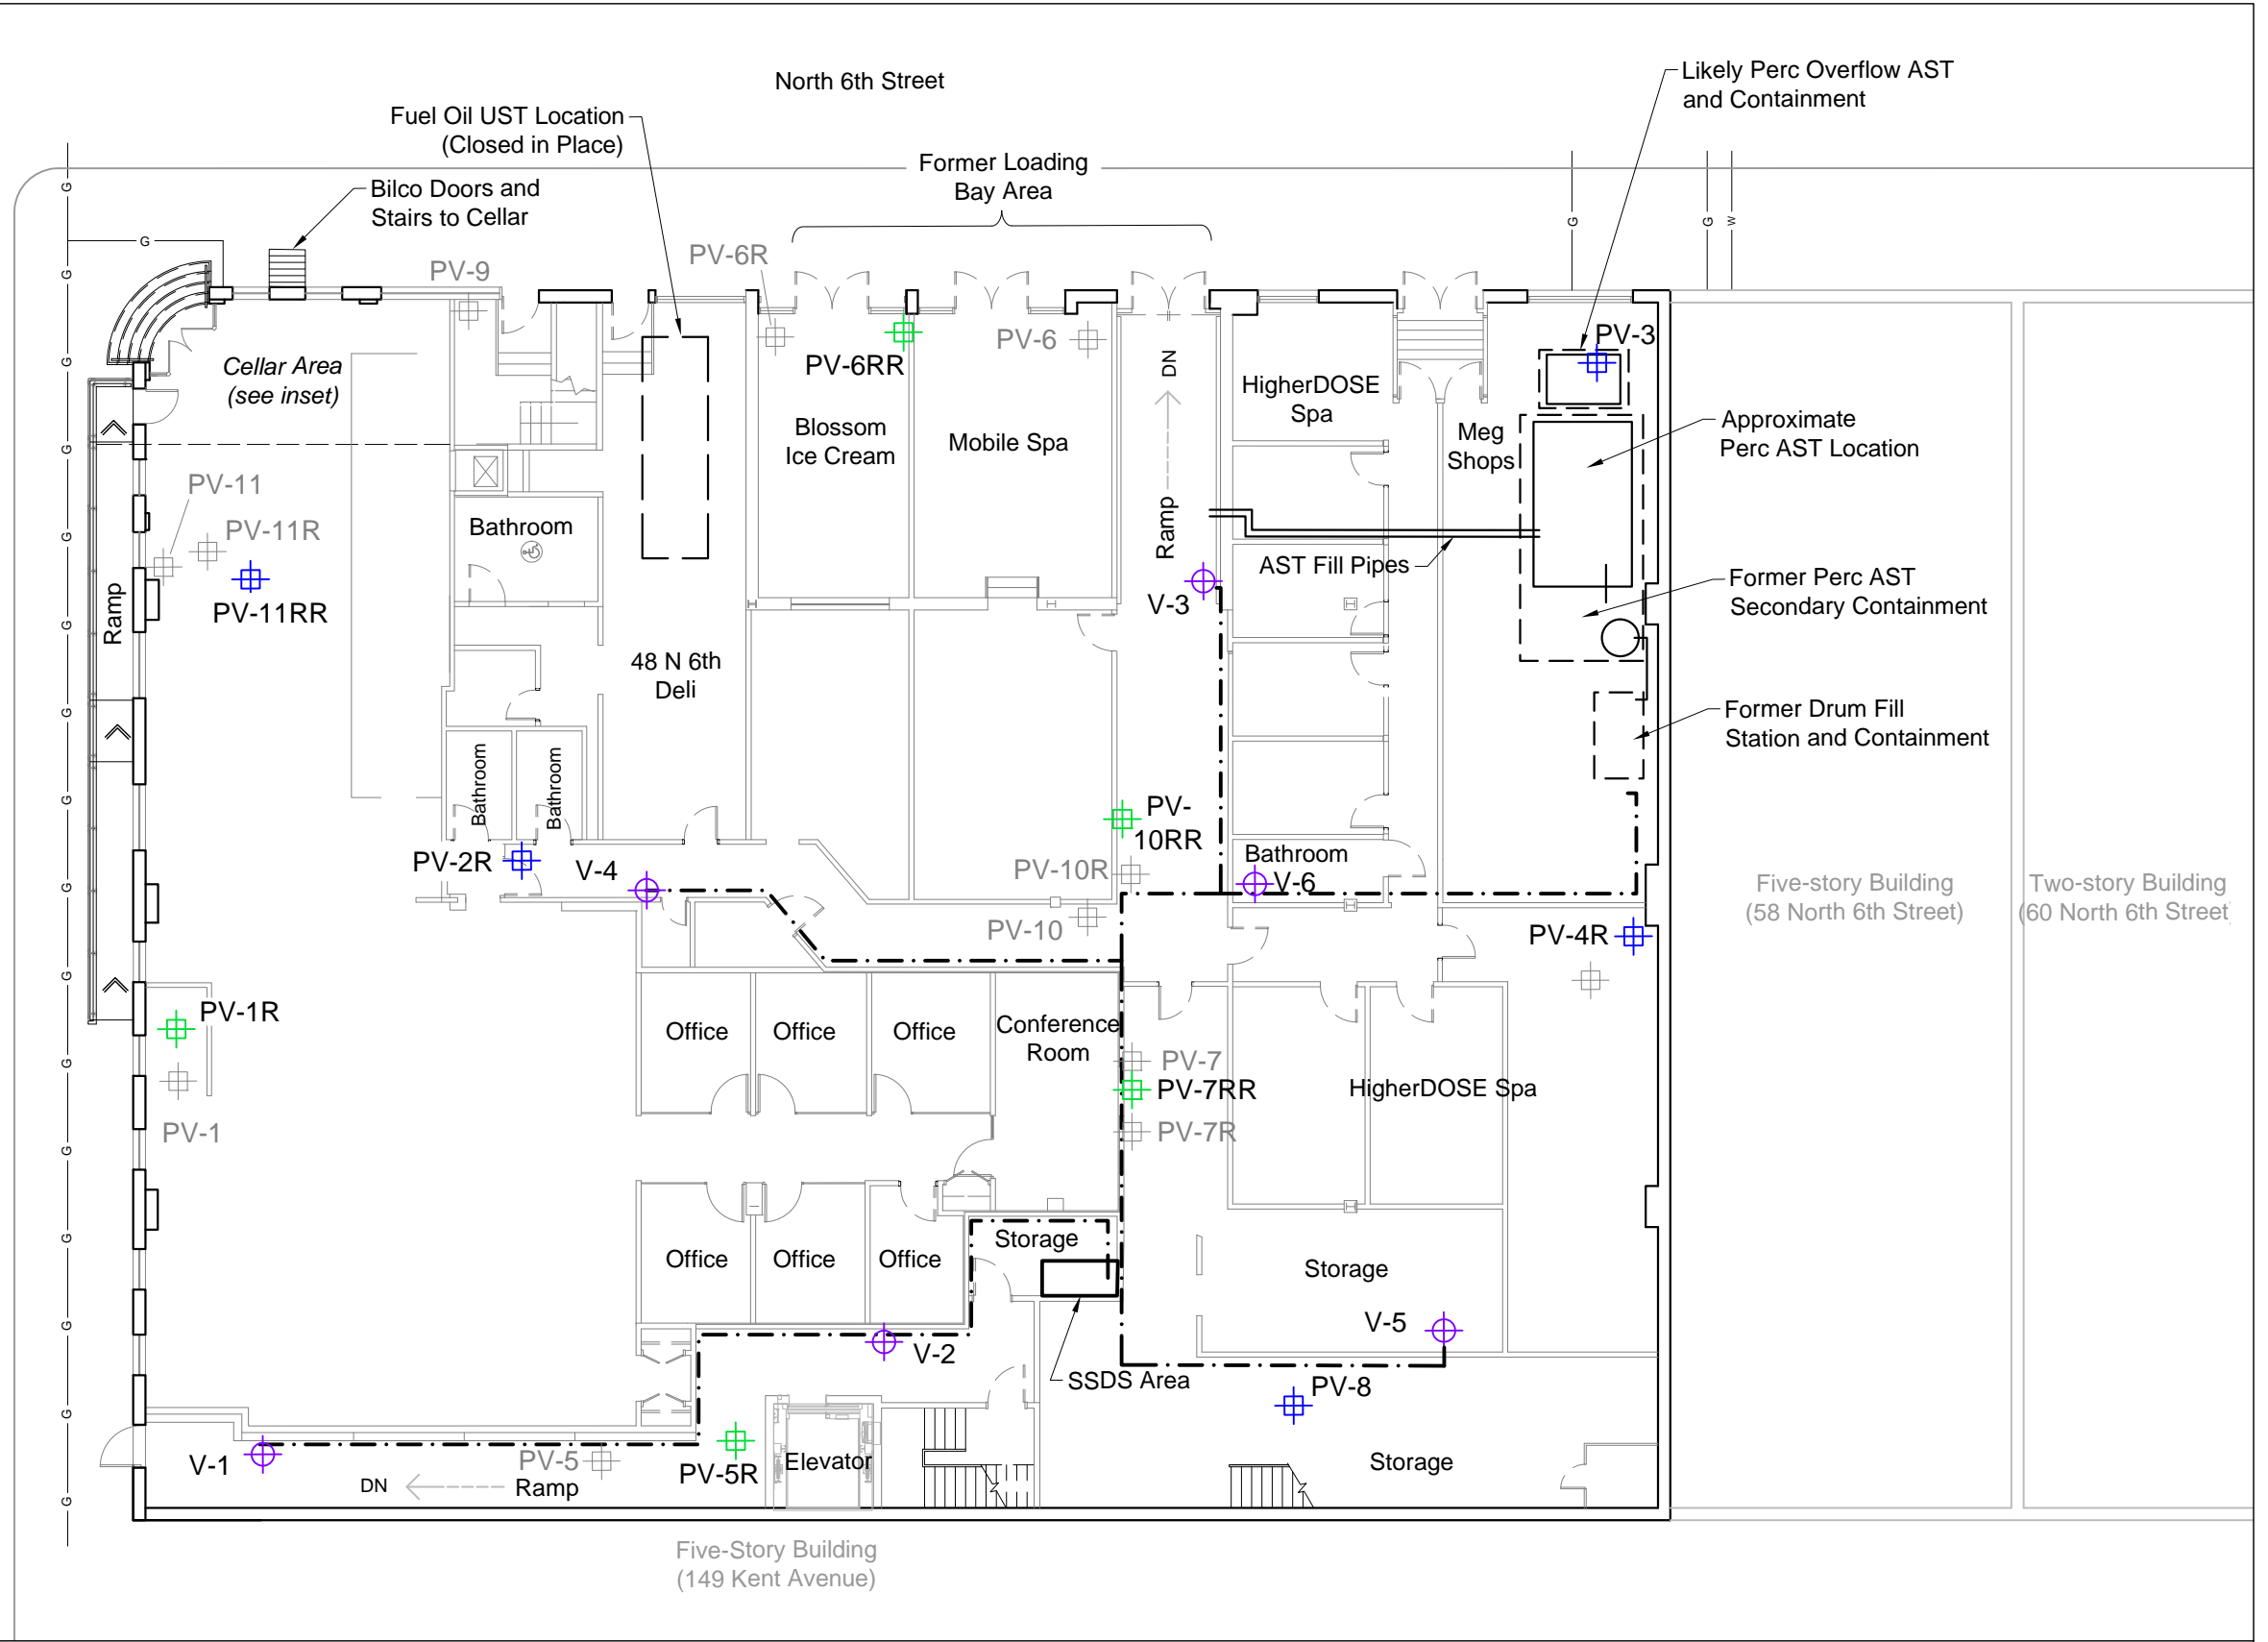 North 6th Street
Likely Perc Overflow AST
and Containment
Fuel Oil UST Location
(Closed in Place)
Former Loading
Bay Area
Bilco Doors and
Stairs to Cellar
G
G
G
W
G
G
G
PV-9
PV-6R
PV-3
PV-6
PV-6RR
Cellar Area
(see inset)
DN
HigherDOSE
Spa
Blossom
Ice Cream
Mobile Spa
Meg
Shops
Approximate
Perc AST Location
G
G
PV-11
PV-11R
Bathroom
Ramp
AST Fill Pipes
Former Perc AST
Secondary Containment
G
PV-11RR
Ramp
V-3
G
48 N 6th
Deli
Former Drum Fill
Station and Containment
G
Bathroom
Bathroom
G
PV-
10RR
PV-2R
V-4
PV-10R
Bathroom
V-6
G
Five-story Building
(58 North 6th Street)
Two-story Building
(60 North 6th Street
PV-10
PV-4R
G
PV-1R
Office
Office
Office
Conference
Room
G
PV-7
PV-7RR
HigherDOSE Spa
PV-1
PV-7R
G
G
Storage
Office
Office
Office
Storage
G
V-5
V-2
SSDS Area
PV-8
G
V-1
PV-5
PV-5R
Elevator
Storage
DN
Ramp
G
Five-Story Building
(149 Kent Avenue)